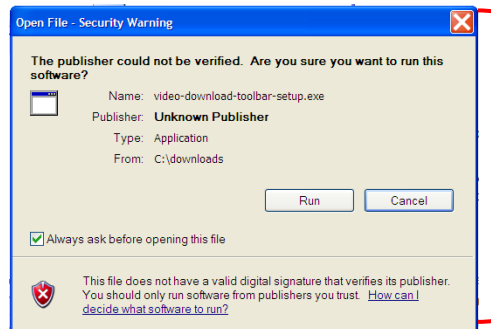 Open File - Security Warning
The publisher could not be verified. Are you sure you want to run this
software?
Name: video-download-toolbar-setup.exe
Publisher: Unknown Publisher
Type: Application
From: C:\downloads
Run Cancel
Always ask before opening this file
This file does not have a valid digital signature that verifies its publisher.
You should only run software from publishers you trust. How can I
decide what software to run?